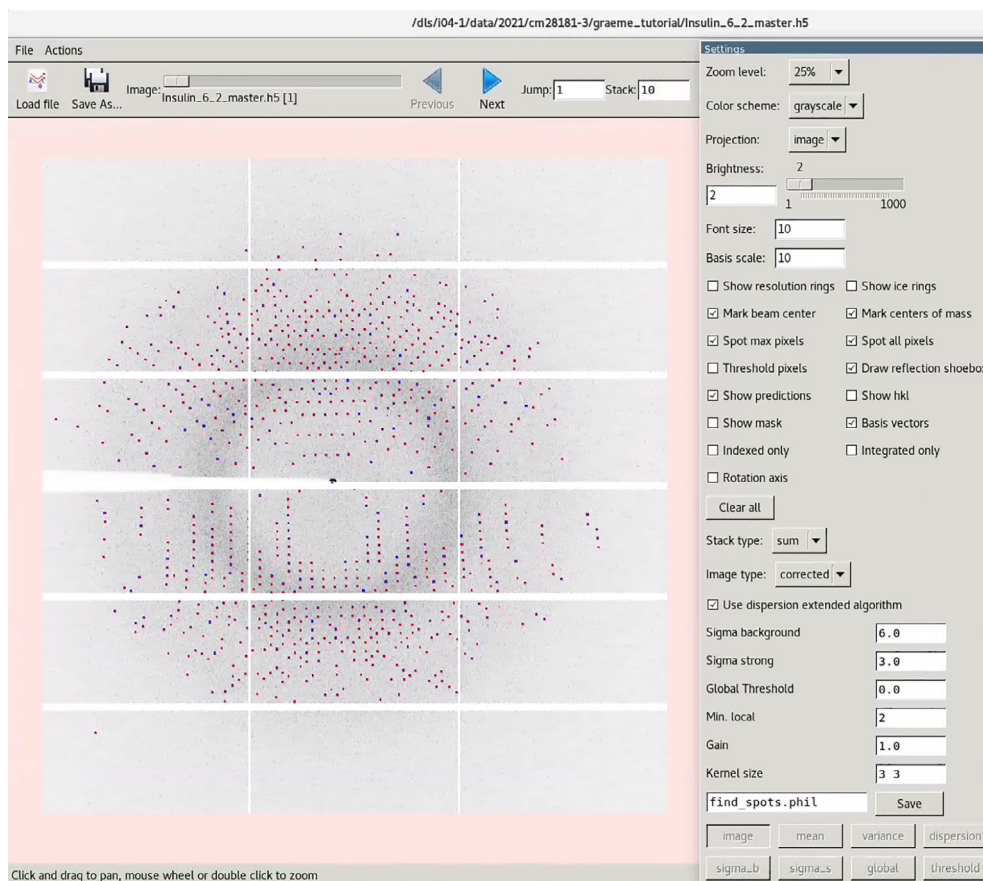 /dls/i04-1/data/2021/cm28181-3/graeme_tutorial/Insulin_6_2_master.h5
File Actions
Load file
Save As...
Image:
Insulin_6_2_master.h5 [1]
Previous
Next
Jump: 1
Stack: 10
Click and drag to pan, mouse wheel or double click to zoom
Settings
Zoom level: 25%
Color scheme: grayscale
Projection: image
Brightness: 2
2
1 1000
Font size: 10
Basis scale: 10
Show resolution rings Show ice rings
Mark beam center Mark centers of mass
Spot max pixels Spot all pixels
Threshold pixels Draw reflection shoebox
Show predictions Show hkl
Show mask Basis vectors
Indexed only Integrated only
Rotation axis
Clear all
Stack type: sum
Image type: corrected
Use dispersion extended algorithm
Sigma background 6.0
Sigma strong 3.0
Global Threshold 0.0
Min. local 2
Gain 1.0
Kernel size 3 3
find_spots.phil Save
image mean variance dispersion
sigma_b sigma_s global threshold